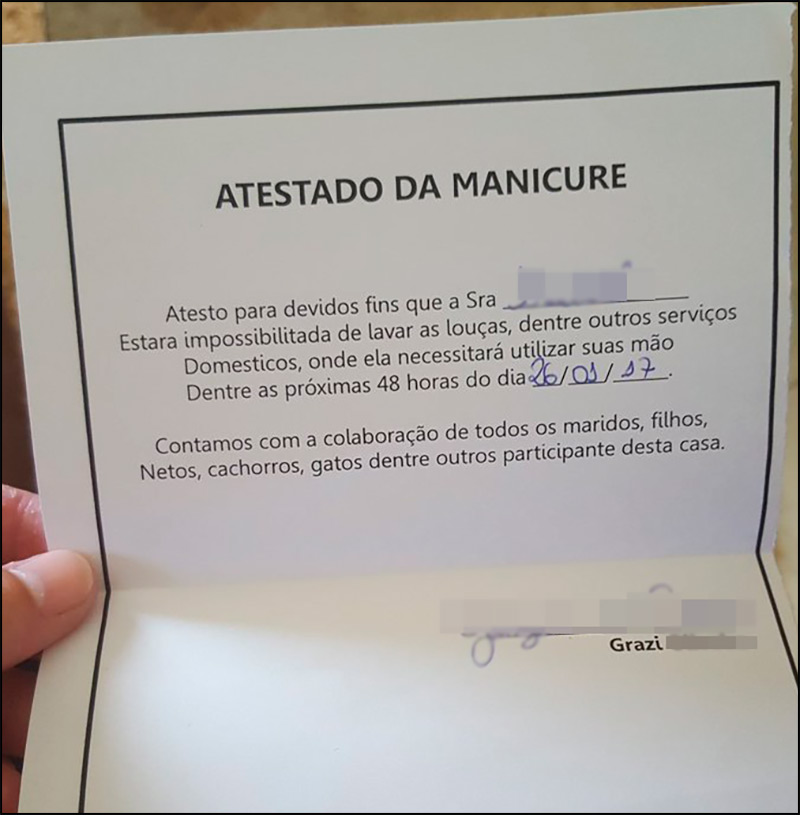 ATESTADO DA MANICURE
Atesto para devidos fins que a Sra
Estara impossibilitada de lavar as louças, dentre outros serviços
Domesticos, onde ela necessitará utilizar suas mão
Dentre as próximas 48 horas do dia 26/01/17.
Contamos com a colaboração de todos os maridos, filhos,
Netos, cachorros, gatos dentre outros participante desta casa.
Grazi